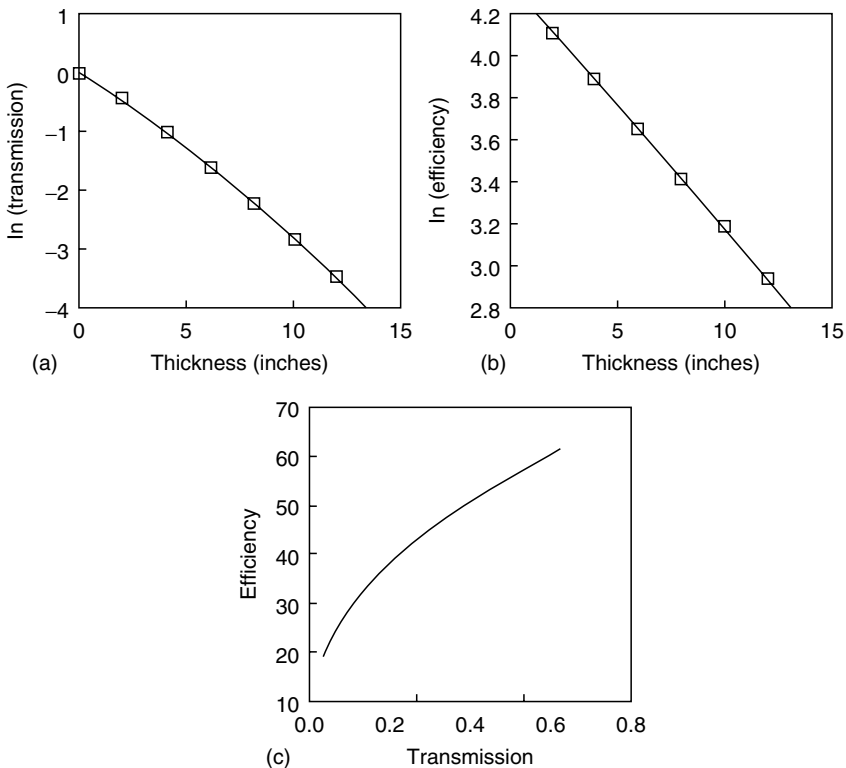 1
0
−1
−2
−3
−4
ln (transmission)
0 5 10 15
(a) Thickness (inches)
4.2
4.0
3.8
3.6
3.4
3.2
3.0
2.8
ln (efficiency)
0 5 10 15
(b) Thickness (inches)
70
60
50
40
30
20
10
Efficiency
0.0 0.2 0.4 0.6 0.8
(c) Transmission